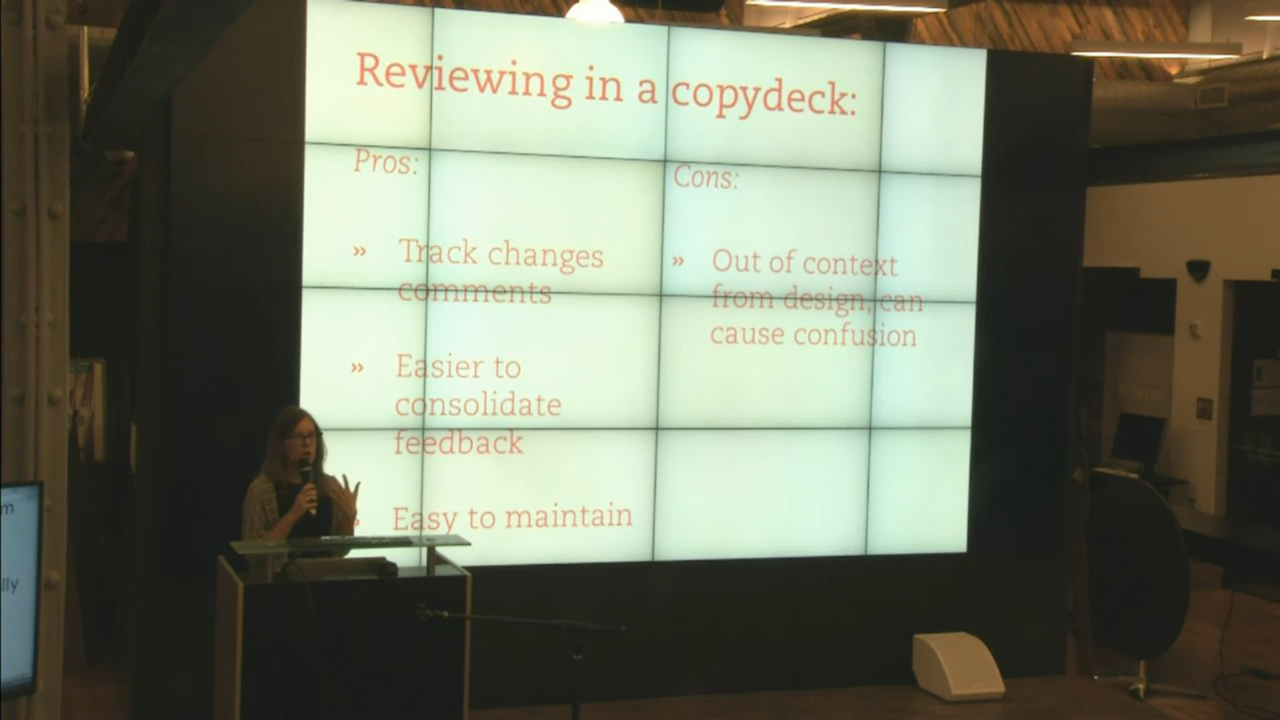 Reviewing in a copydeck:
Pros:
» Track changes
comments
» Easier to
consolidate
feedback
» Easy to maintain
Cons:
» Out of context
from design, can
cause confusion
m
lly